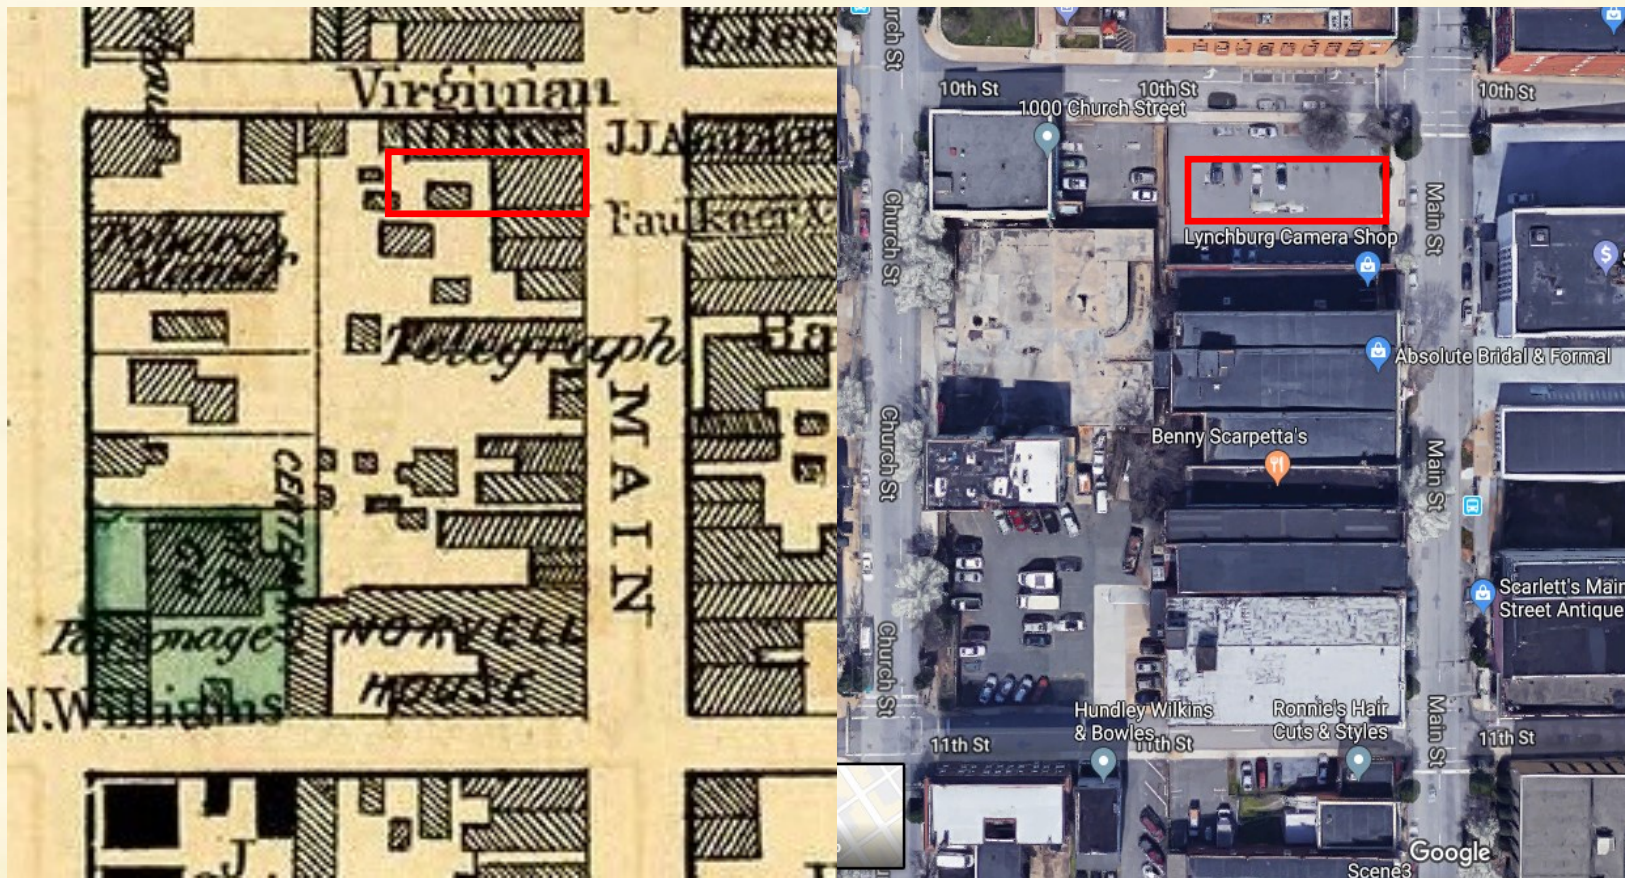 Virginian
Office
J.J.A
Faulkner &
Telegraph
MAIN
CENTEN
Parsonage
N. Williams
NORVELL
HOUSE
J
Church St
10th St
10th St
10th St
1000 Church Street
Church St
Main St
Lynchburg Camera Shop
$
Absolute Bridal & Formal
Church St
Benny Scarpetta's
Main St
Scarlett's Main
Street Antique
Church St
Hundley Wilkins
& Bowles
Ronnie's Hair
Cuts & Styles
Main St
11th St
11th St
11th St
Google
Scene3